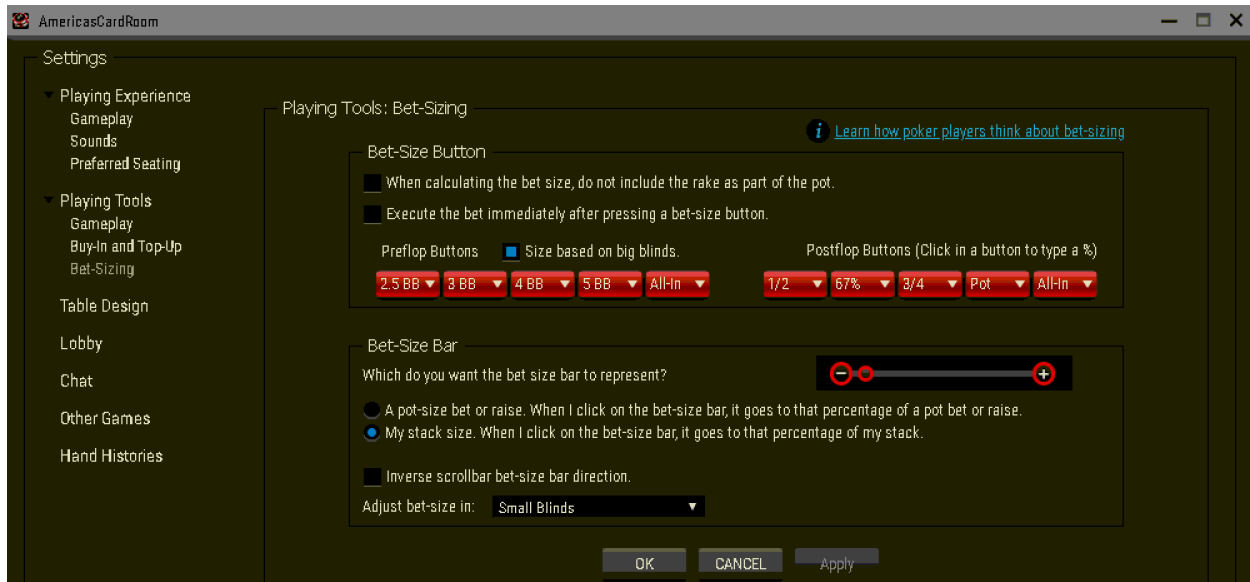 AmericasCardRoom
Settings
Playing Experience
Gameplay
Sounds
Preferred Seating
Playing Tools
Gameplay
Buy-In and Top-Up
Bet-Sizing
Table Design
Lobby
Chat
Other Games
Hand Histories
Playing Tools: Bet-Sizing
i Learn how poker players think about bet-sizing
Bet-Size Button
When calculating the bet size, do not include the rake as part of the pot.
Execute the bet immediately after pressing a bet-size button.
Preflop Buttons Size based on big blinds. Postflop Buttons (Click in a button to type a %)
2.5 BB 3 BB 4 BB 5 BB All-In 1/2 67% 3/4 Pot All-In
Bet-Size Bar
Which do you want the bet size bar to represent?
A pot-size bet or raise. When I click on the bet-size bar, it goes to that percentage of a pot bet or raise.
My stack size. When I click on the bet-size bar, it goes to that percentage of my stack.
Inverse scrollbar bet-size bar direction.
Adjust bet-size in: Small Blinds
OK CANCEL Apply